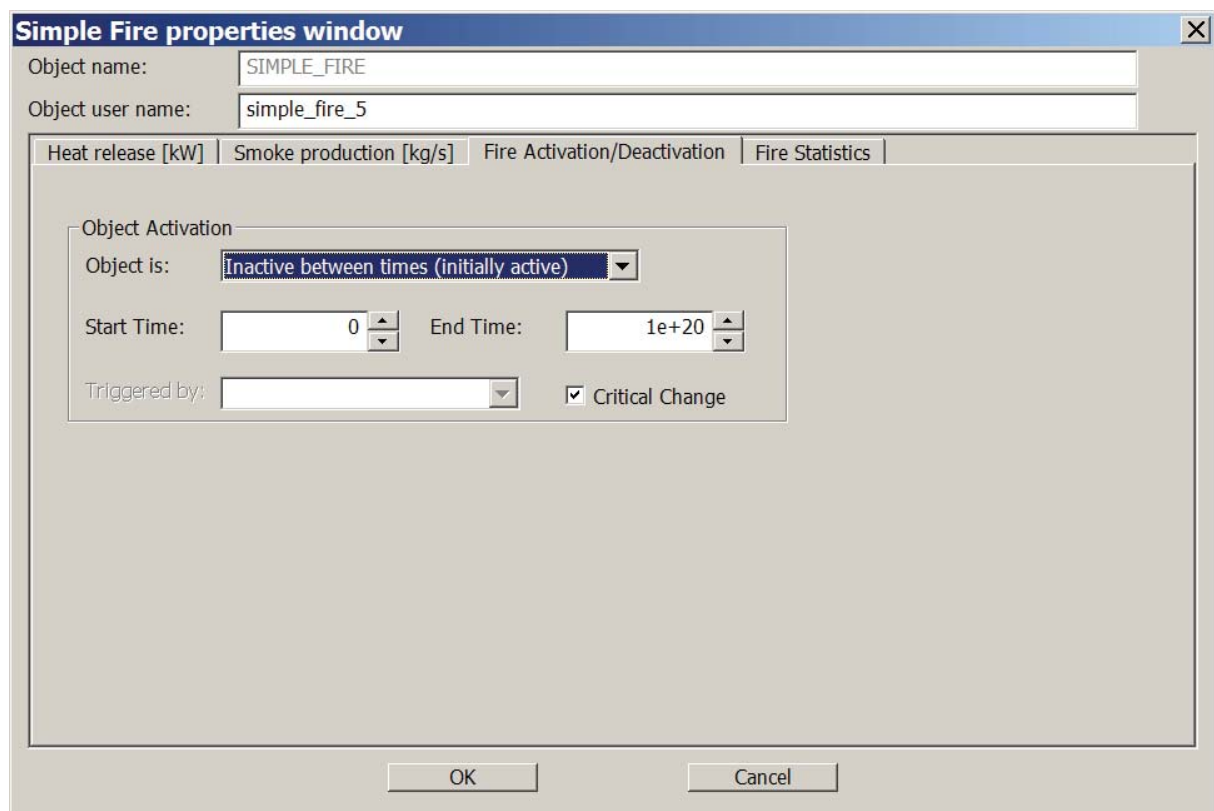 Simple Fire properties window
Object name: SIMPLE_FIRE
Object user name: simple_fire_5
Heat release [kW] Smoke production [kg/s] Fire Activation/Deactivation Fire Statistics
Object Activation
Object is: Inactive between times (initially active)
Start Time: 0 End Time: 1e+20
Triggered by: Critical Change
OK Cancel